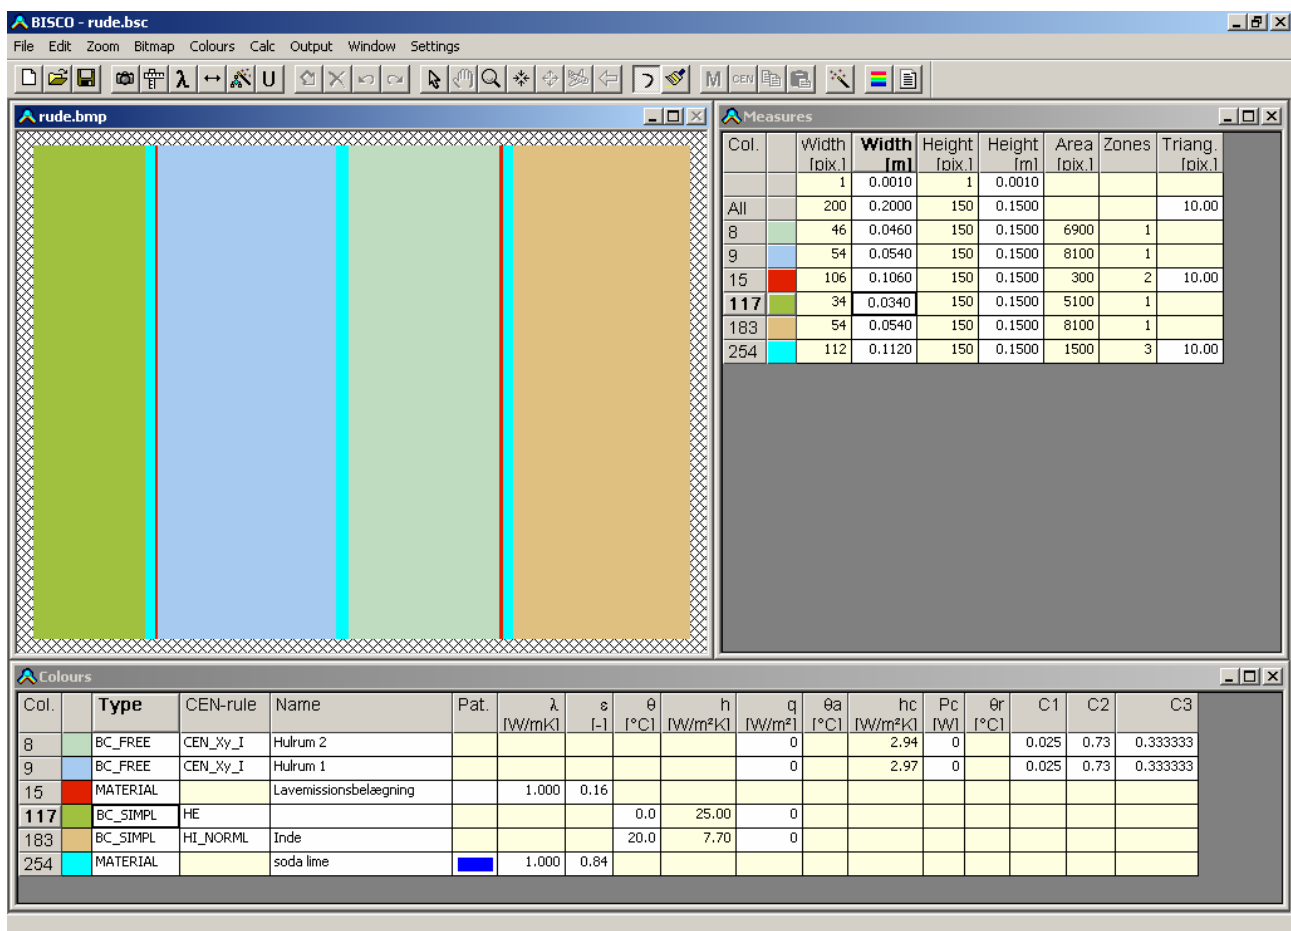 BISCO - rude.bsc
File Edit Zoom Bitmap Colours Calc Output Window Settings
λ U M CEN
rude.bmp
Measures
Col. Width Width Height Height Area Zones Triang.
[pix.] [m] [pix.] [m] [pix.] [pix.]
1 0.0010 1 0.0010
All 200 0.2000 150 0.1500 10.00
8 46 0.0460 150 0.1500 6900 1
9 54 0.0540 150 0.1500 8100 1
15 106 0.1060 150 0.1500 300 2 10.00
117 34 0.0340 150 0.1500 5100 1
183 54 0.0540 150 0.1500 8100 1
254 112 0.1120 150 0.1500 1500 3 10.00
Colours
Col. Type CEN-rule Name Pat. λ ε θ h q θa hc Pc θr C1 C2 C3
[W/mK] [-] [°C] [W/m²K] [W/m²] [°C] [W/m²K] [W] [°C]
8 BC_FREE CEN_Xy_I Hulrum 2 0 2.94 0 0.025 0.73 0.333333
9 BC_FREE CEN_Xy_I Hulrum 1 0 2.97 0 0.025 0.73 0.333333
15 MATERIAL Lavemissionsbelægning 1.000 0.16
117 BC_SIMPL HE 0.0 25.00 0
183 BC_SIMPL HI_NORML Inde 20.0 7.70 0
254 MATERIAL soda lime 1.000 0.84